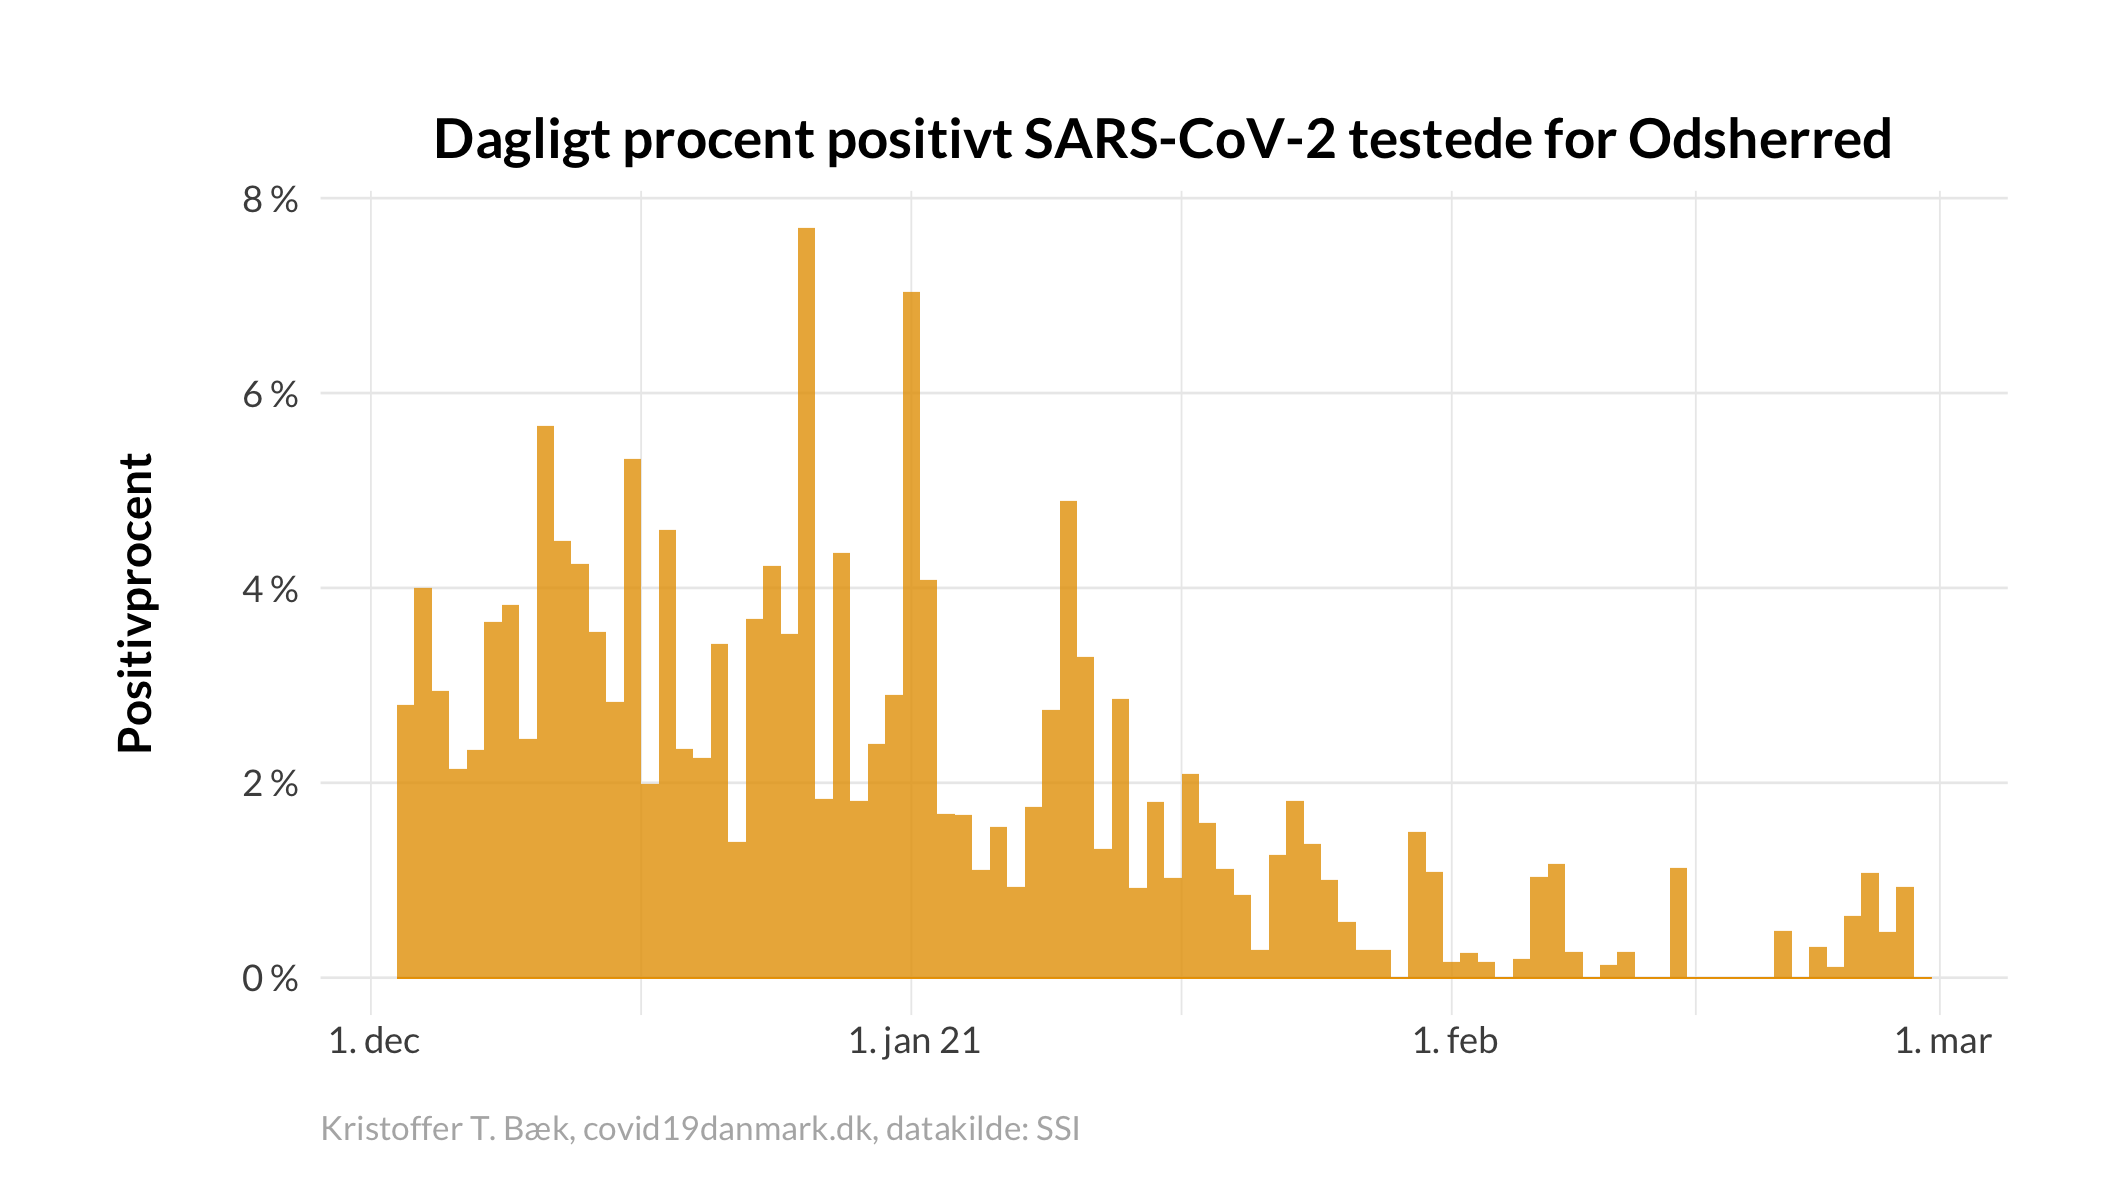 Dagligt procent positivt SARS-CoV-2 testede for Odsherred
8 %
6 %
4 %
2 %
0 %
Positivprocent
1. dec
1. jan 21
1. feb
1. mar
Kristoffer T. Bæk, covid19danmark.dk, datakilde: SSI